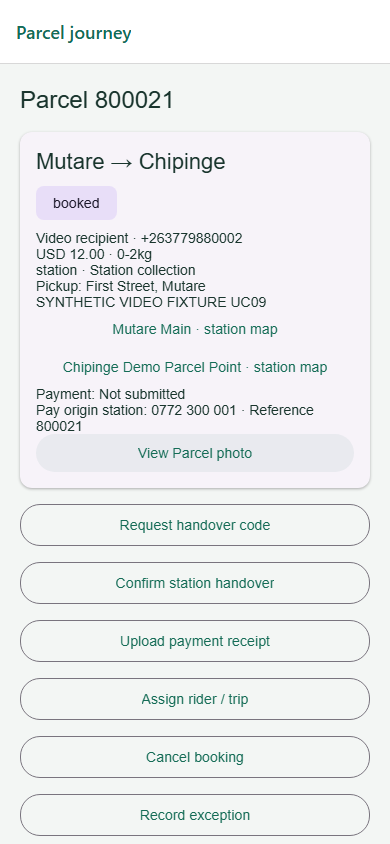 Parcel journey
Parcel 800021
Mutare → Chipinge
booked
Video recipient · +263779880002
USD 12.00 · 0-2kg
station · Station collection
Pickup: First Street, Mutare
SYNTHETIC VIDEO FIXTURE UC09
Mutare Main · station map
Chipinge Demo Parcel Point · station map
Payment: Not submitted
Pay origin station: 0772 300 001 · Reference
800021
View Parcel photo
Request handover code
Confirm station handover
Upload payment receipt
Assign rider / trip
Cancel booking
Record exception